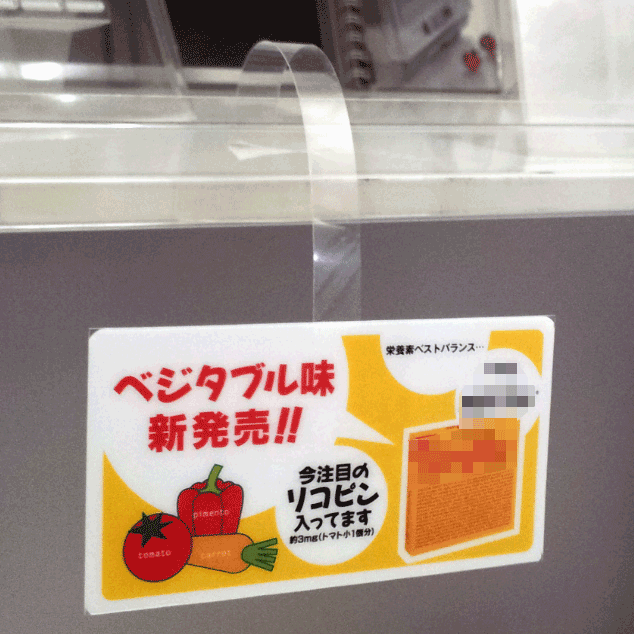 栄養素ベストバランス…
ベジタブル味
新発売!!
今注目の
リコピン
入ってます
約3mg(トマト小1個分)
pimento
tomato
carrot